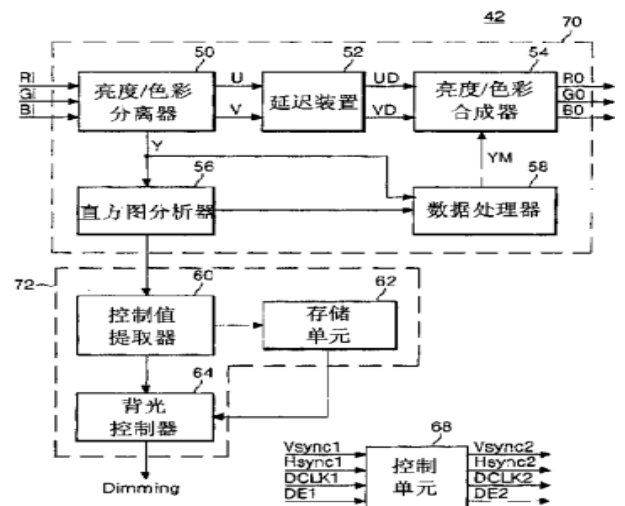 42
70
50
52
54
Ri
Gi
Bi
亮度/色彩
分离器
U
V
延迟装置
UD
VD
亮度/色彩
合成器
R0
G0
B0
Y
YM
56
58
直方图分析器
数据处理器
72
60
62
控制值
提取器
存储
单元
64
背光
控制器
Dimming
68
Vsync1
Hsync1
DCLK1
DE1
控制
单元
Vsync2
Hsync2
DCLK2
DE2